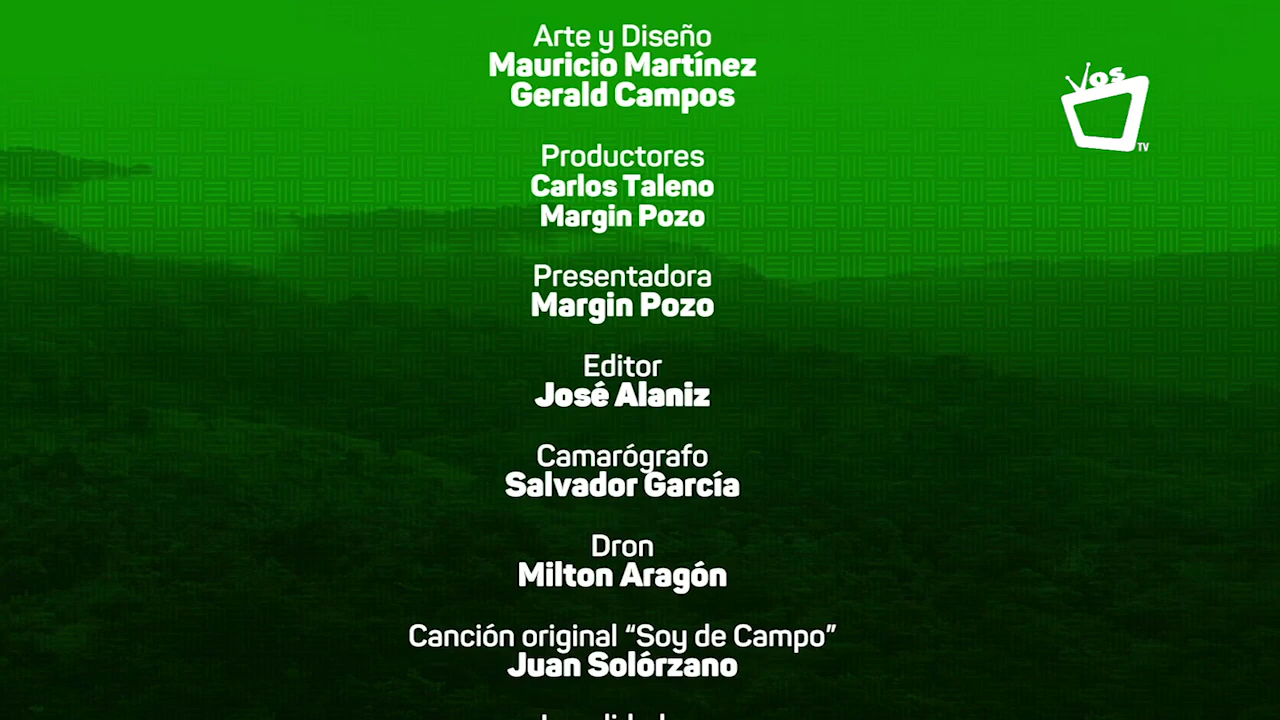 Arte y Diseño
Mauricio Martínez
Gerald Campos
VOS
TV
Productores
Carlos Taleno
Margin Pozo
Presentadora
Margin Pozo
Editor
José Alaniz
Camarógrafo
Salvador García
Dron
Milton Aragón
Canción original “Soy de Campo”
Juan Solórzano